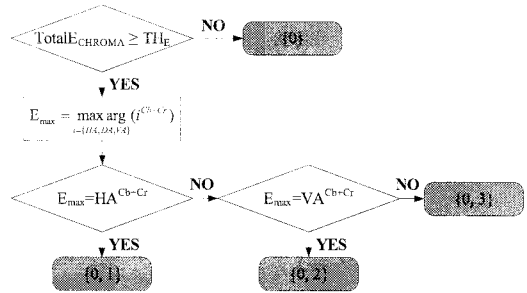 TotalE_CHROMA ≥ TH_E NO {0}
YES
E_max = max arg (i^Cb+Cr)
i={HA,DA,VA}
E_max=HA^Cb+Cr NO E_max=VA^Cb+Cr NO {0, 3}
YES YES
{0, 1} {0, 2}